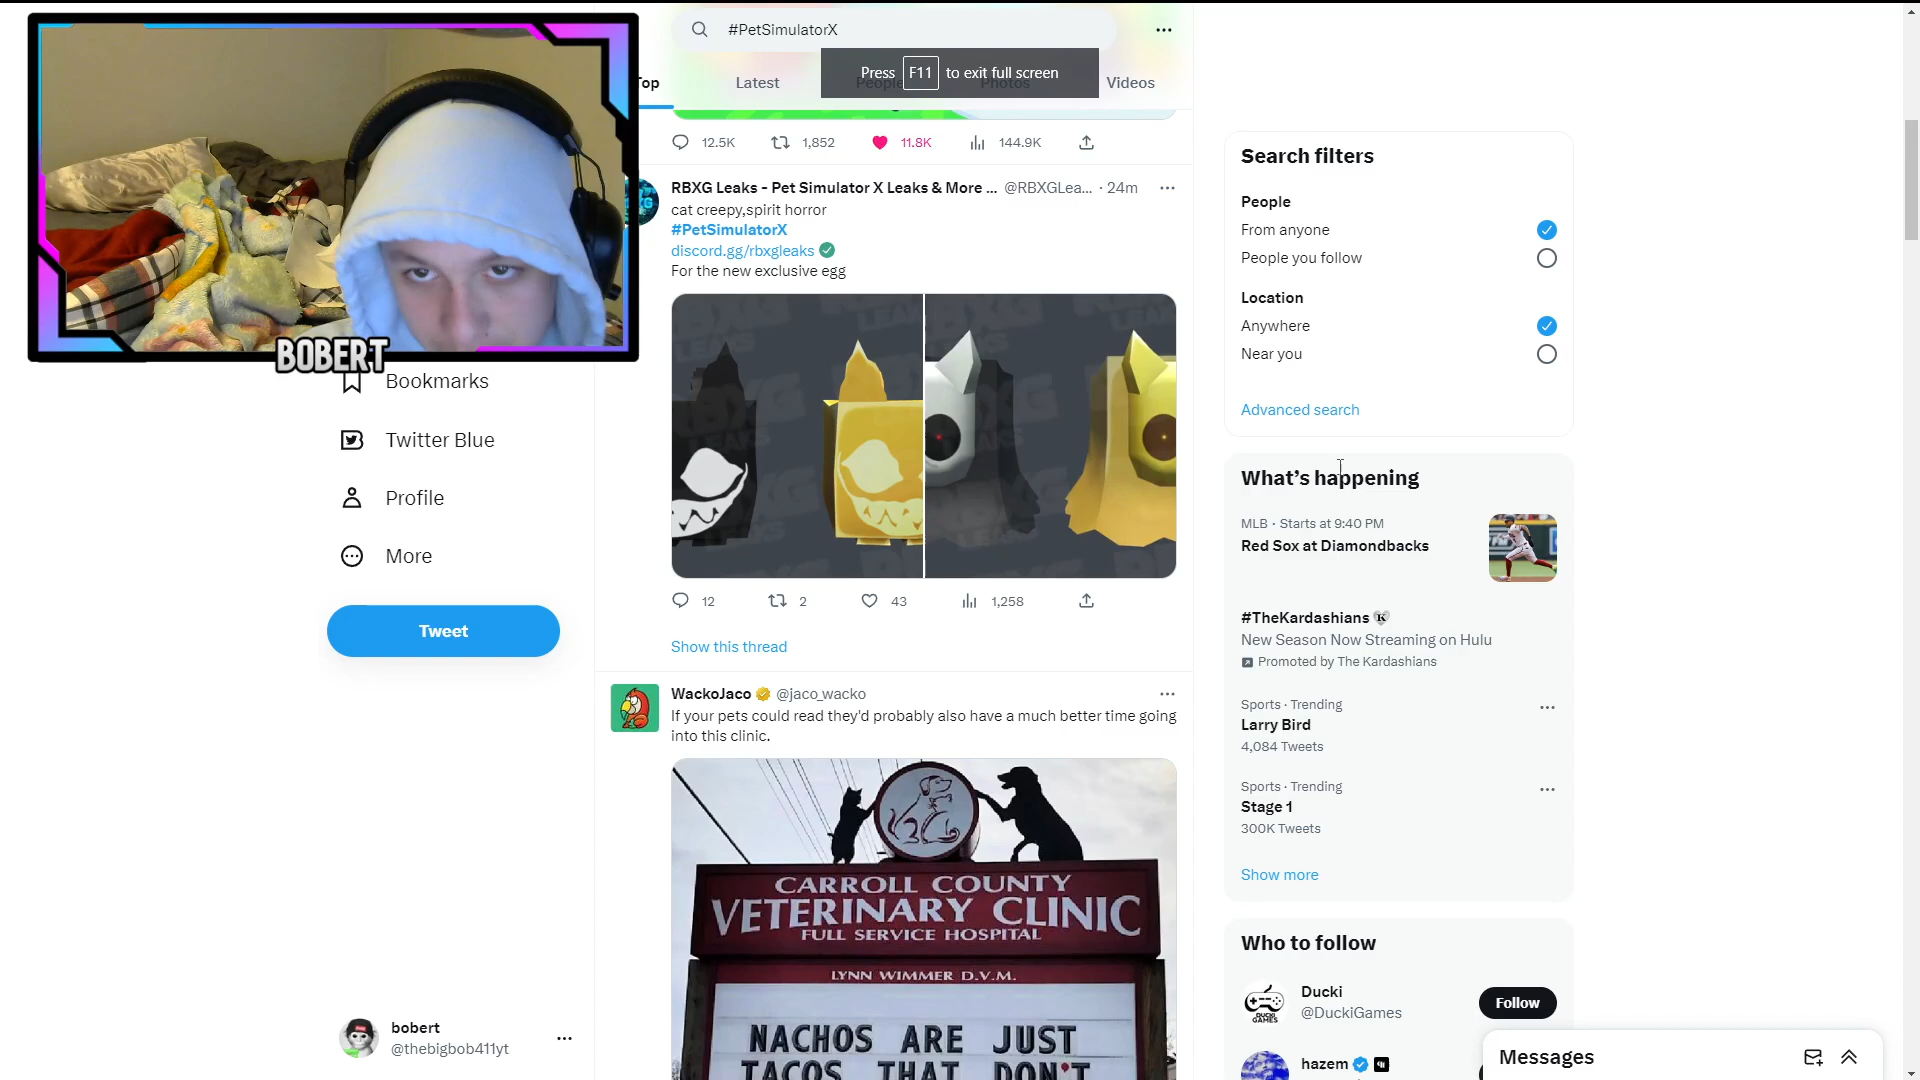 #PetSimulatorX
Press F11 to exit full screen
Top
Latest
People
Photos
Videos
12.5K
1,852
11.8K
144.9K
RBXG Leaks - Pet Simulator X Leaks & More ... @RBXGLea... · 24m
cat creepy,spirit horror
#PetSimulatorX
discord.gg/rbxgleaks
For the new exclusive egg
12
2
43
1,258
Show this thread
WackoJaco @jaco_wacko
If your pets could read they'd probably also have a much better time going
into this clinic.
CARROLL COUNTY
VETERINARY CLINIC
FULL SERVICE HOSPITAL
LYNN WIMMER D.V.M.
NACHOS ARE JUST
TACOS THAT DON'T
BOBERT
Bookmarks
Twitter Blue
Profile
More
Tweet
bobert
@thebigbob411yt
Search filters
People
From anyone
People you follow
Location
Anywhere
Near you
Advanced search
What's happening
MLB · Starts at 9:40 PM
Red Sox at Diamondbacks
#TheKardashians
New Season Now Streaming on Hulu
Promoted by The Kardashians
Sports · Trending
Larry Bird
4,084 Tweets
Sports · Trending
Stage 1
300K Tweets
Show more
Who to follow
DUCKI
GAMES
Ducki
@DuckiGames
Follow
hazem
Messages